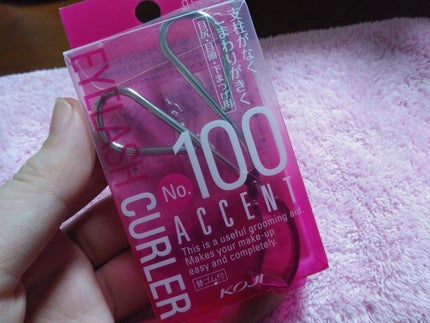 支柱がなく
こまわりがきく
目尻・目頭・下まつげ用
EYELASH CURLER
No.100
ACCENT
This is a useful grooming aid.
Makes your make-up
easy and completely.
替ゴム付
KOJI